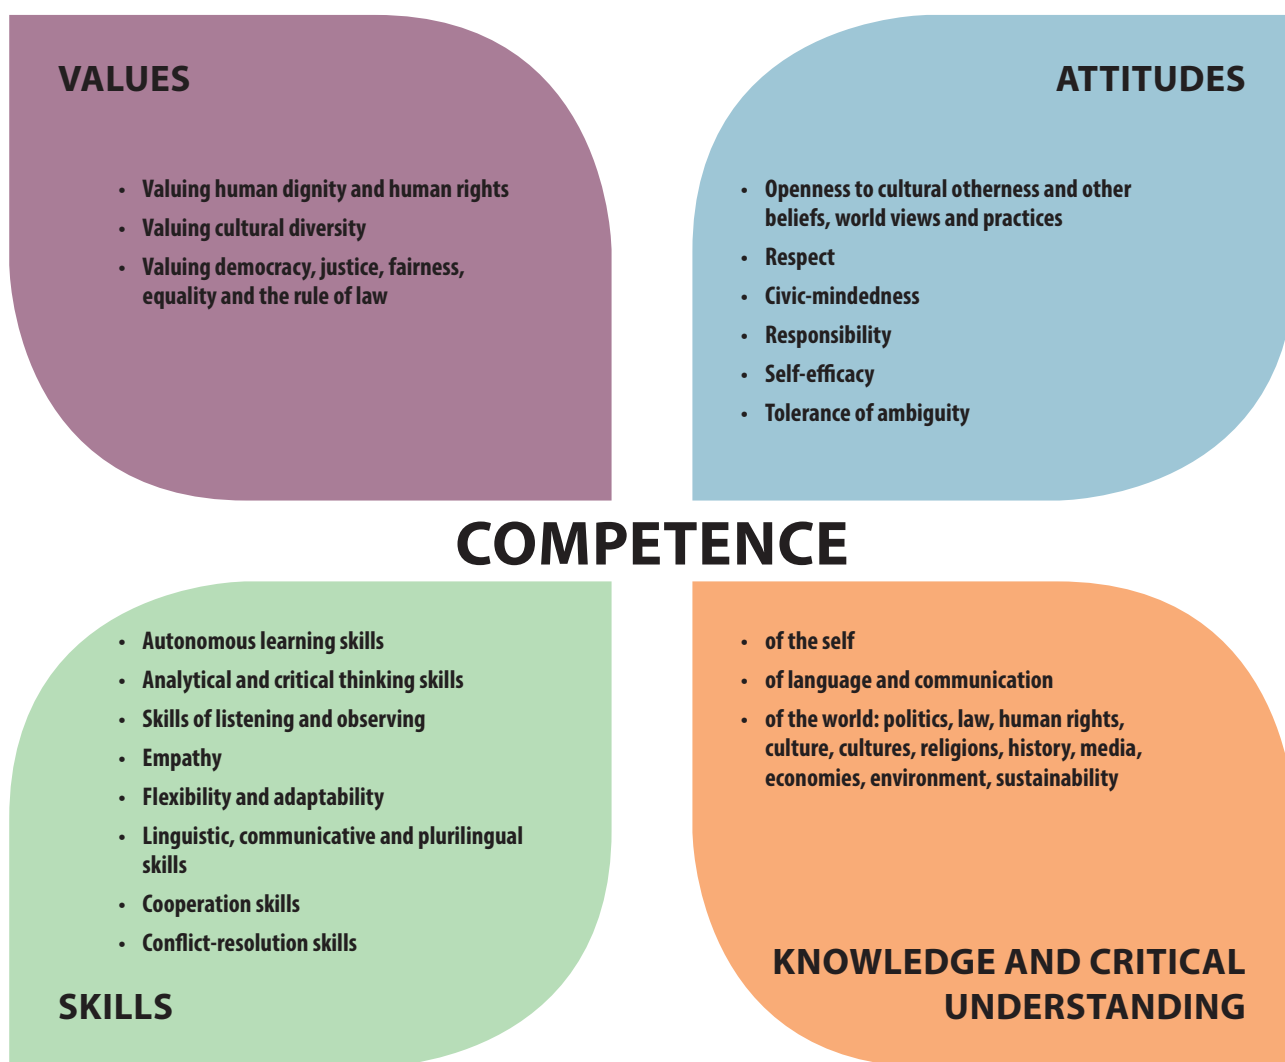 VALUES
• Valuing human dignity and human rights
• Valuing cultural diversity
• Valuing democracy, justice, fairness,
equality and the rule of law
ATTITUDES
• Openness to cultural otherness and other
beliefs, world views and practices
• Respect
• Civic-mindedness
• Responsibility
• Self-efficacy
• Tolerance of ambiguity
COMPETENCE
• Autonomous learning skills
• Analytical and critical thinking skills
• Skills of listening and observing
• Empathy
• Flexibility and adaptability
• Linguistic, communicative and plurilingual
skills
• Cooperation skills
• Conflict-resolution skills
SKILLS
• of the self
• of language and communication
• of the world: politics, law, human rights,
culture, cultures, religions, history, media,
economies, environment, sustainability
KNOWLEDGE AND CRITICAL
UNDERSTANDING